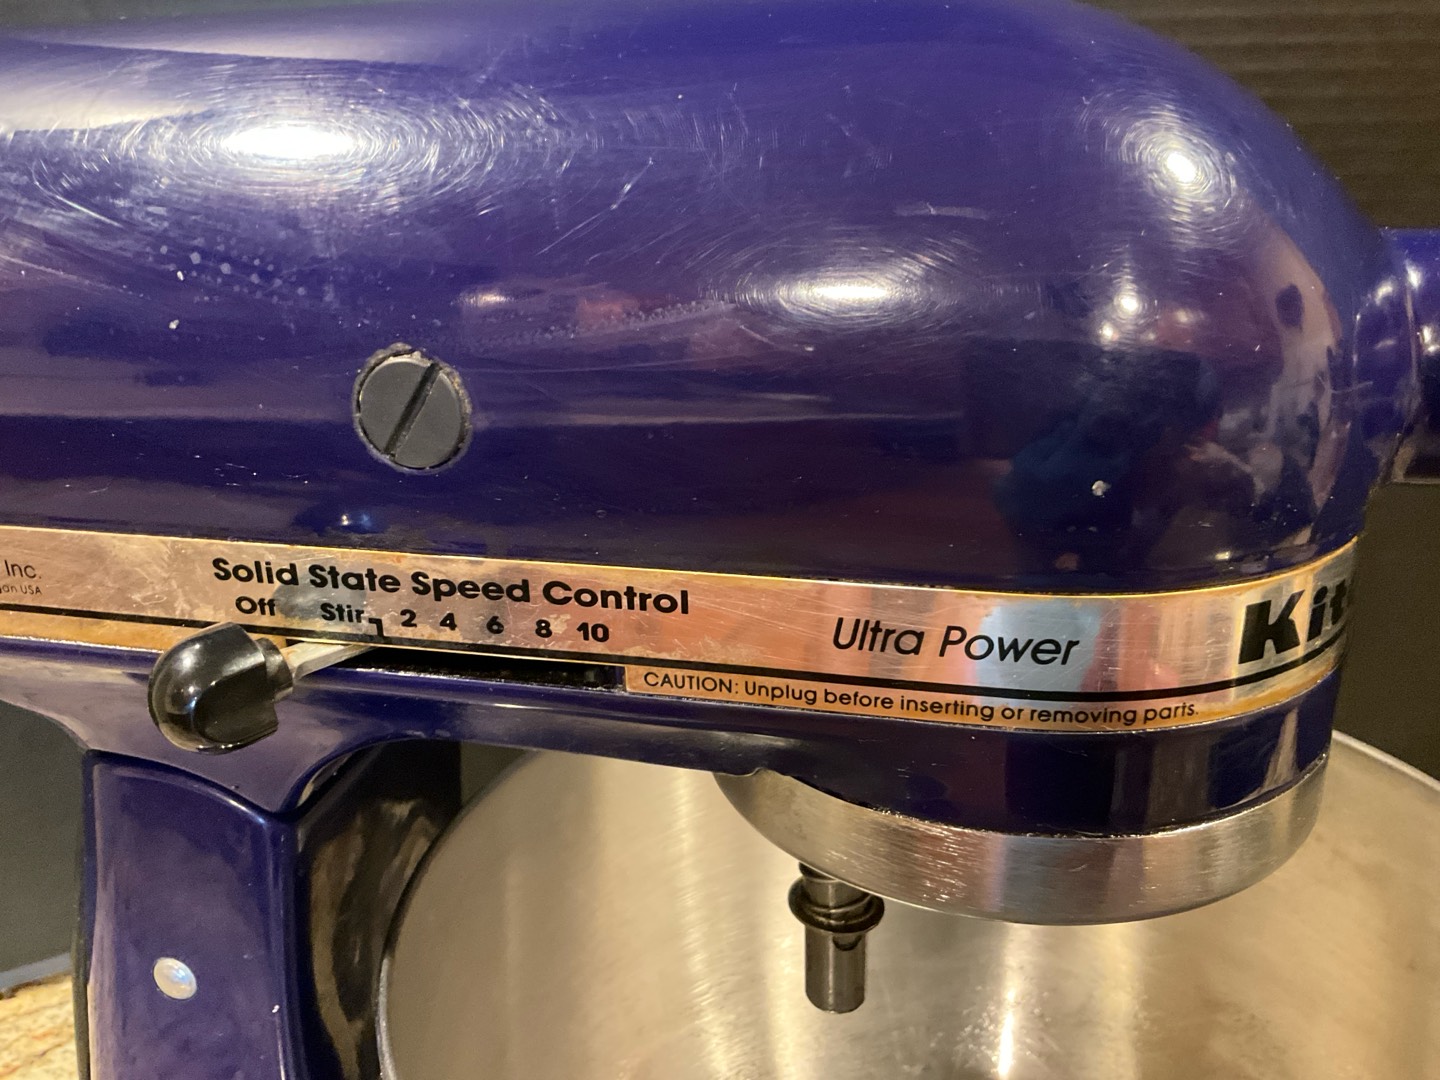 Inc.
Solid State Speed Control
Off Stir 2 4 6 8 10
Ultra Power
CAUTION: Unplug before inserting or removing parts.